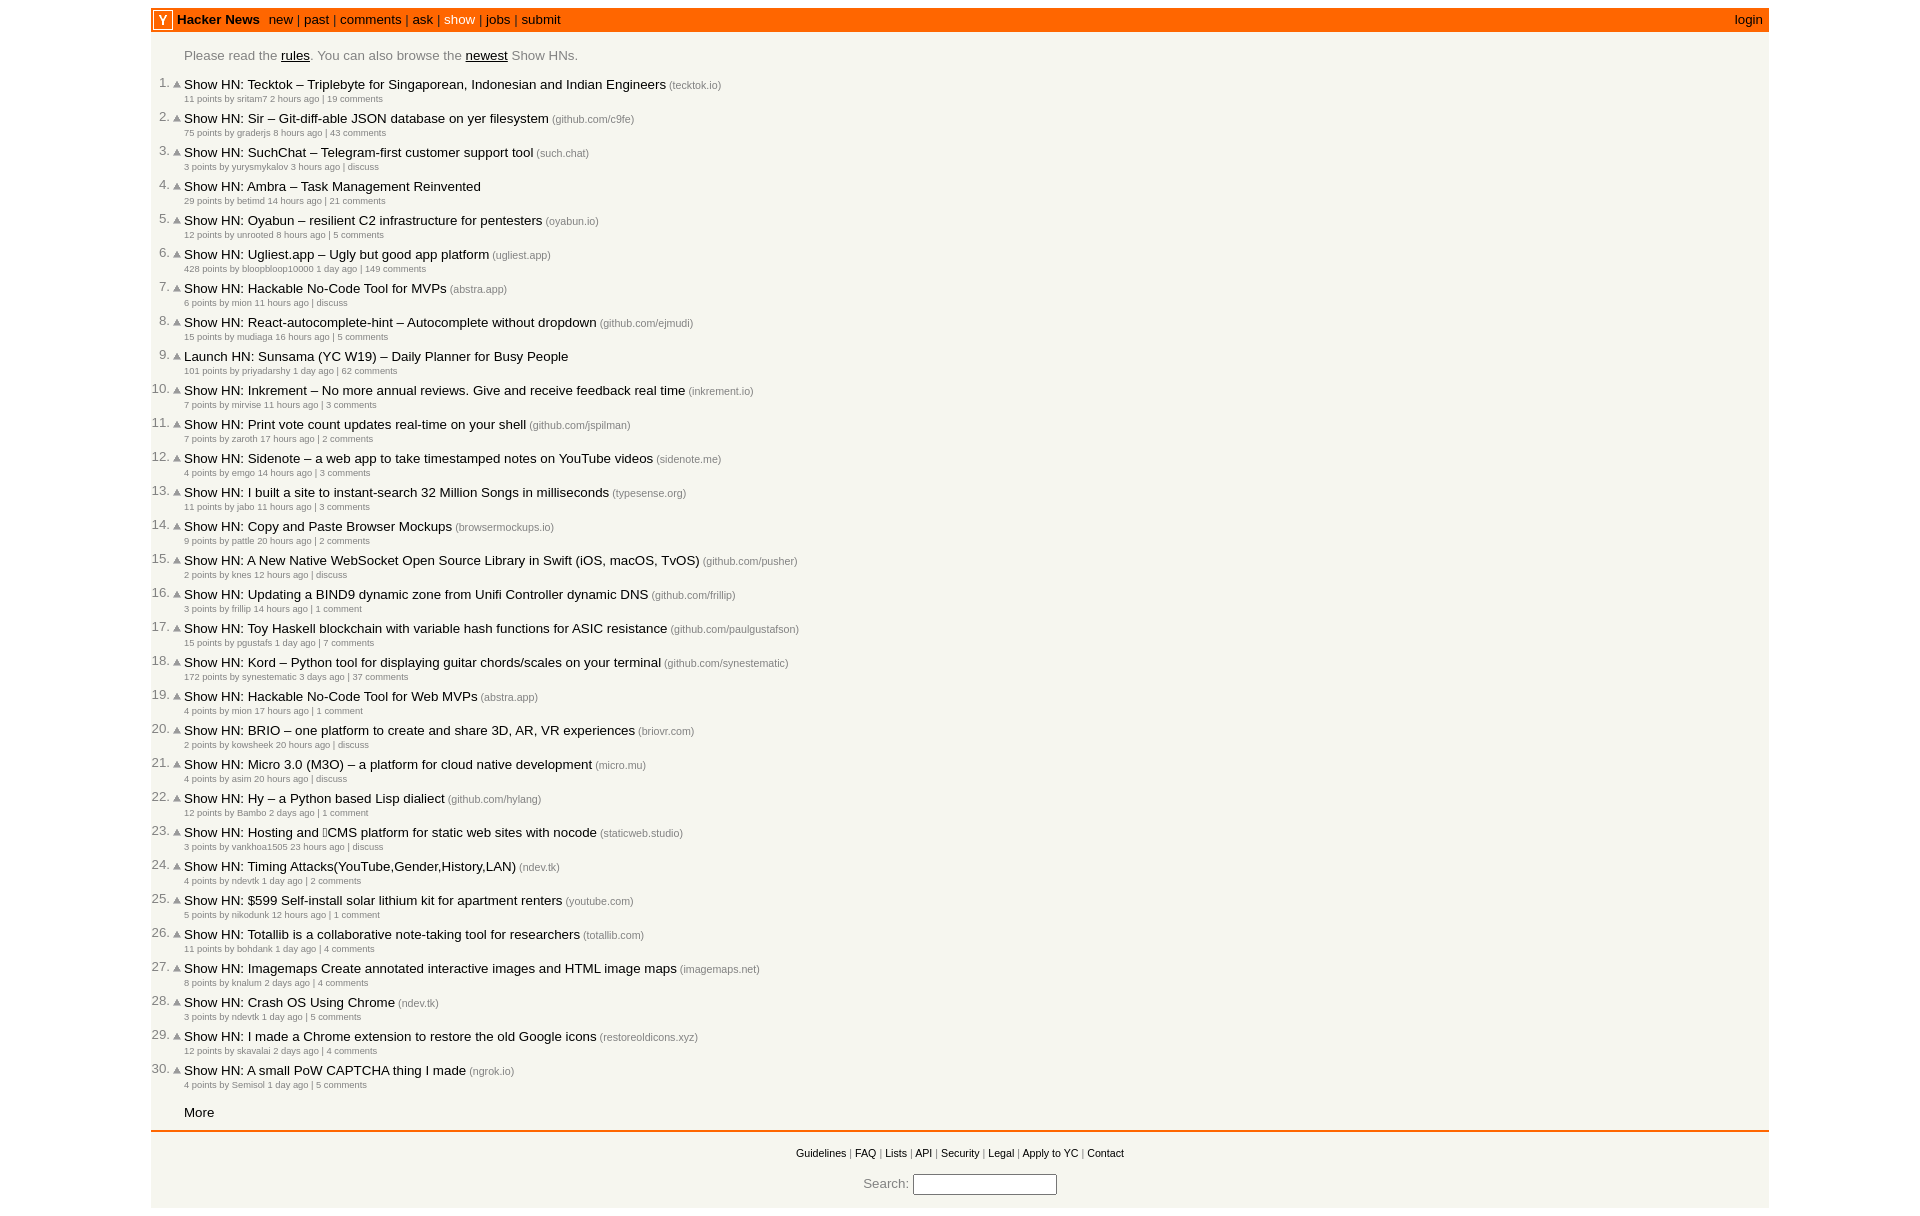 Y Hacker News new | past | comments | ask | show | jobs | submit login
Please read the rules. You can also browse the newest Show HNs.
1. Show HN: Tecktok – Triplebyte for Singaporean, Indonesian and Indian Engineers (tecktok.io)
11 points by sritam7 2 hours ago | 19 comments
2. Show HN: Sir – Git-diff-able JSON database on yer filesystem (github.com/c9fe)
75 points by graderjs 8 hours ago | 43 comments
3. Show HN: SuchChat – Telegram-first customer support tool (such.chat)
3 points by yurysmykalov 3 hours ago | discuss
4. Show HN: Ambra – Task Management Reinvented
29 points by betimd 14 hours ago | 21 comments
5. Show HN: Oyabun – resilient C2 infrastructure for pentesters (oyabun.io)
12 points by unrooted 8 hours ago | 5 comments
6. Show HN: Ugliest.app – Ugly but good app platform (ugliest.app)
428 points by bloopbloop10000 1 day ago | 149 comments
7. Show HN: Hackable No-Code Tool for MVPs (abstra.app)
6 points by mion 11 hours ago | discuss
8. Show HN: React-autocomplete-hint – Autocomplete without dropdown (github.com/ejmudi)
15 points by mudiaga 16 hours ago | 5 comments
9. Launch HN: Sunsama (YC W19) – Daily Planner for Busy People
101 points by priyadarshy 1 day ago | 62 comments
10. Show HN: Inkrement – No more annual reviews. Give and receive feedback real time (inkrement.io)
7 points by mirvise 11 hours ago | 3 comments
11. Show HN: Print vote count updates real-time on your shell (github.com/jspilman)
7 points by zaroth 17 hours ago | 2 comments
12. Show HN: Sidenote – a web app to take timestamped notes on YouTube videos (sidenote.me)
4 points by emgo 14 hours ago | 3 comments
13. Show HN: I built a site to instant-search 32 Million Songs in milliseconds (typesense.org)
11 points by jabo 11 hours ago | 3 comments
14. Show HN: Copy and Paste Browser Mockups (browsermockups.io)
9 points by pattle 20 hours ago | 2 comments
15. Show HN: A New Native WebSocket Open Source Library in Swift (iOS, macOS, TvOS) (github.com/pusher)
2 points by knes 12 hours ago | discuss
16. Show HN: Updating a BIND9 dynamic zone from Unifi Controller dynamic DNS (github.com/frillip)
3 points by frillip 14 hours ago | 1 comment
17. Show HN: Toy Haskell blockchain with variable hash functions for ASIC resistance (github.com/paulgustafson)
15 points by pgustafs 1 day ago | 7 comments
18. Show HN: Kord – Python tool for displaying guitar chords/scales on your terminal (github.com/synestematic)
172 points by synestematic 3 days ago | 37 comments
19. Show HN: Hackable No-Code Tool for Web MVPs (abstra.app)
4 points by mion 17 hours ago | 1 comment
20. Show HN: BRIO – one platform to create and share 3D, AR, VR experiences (briovr.com)
2 points by kowsheek 20 hours ago | discuss
21. Show HN: Micro 3.0 (M3O) – a platform for cloud native development (micro.mu)
4 points by asim 20 hours ago | discuss
22. Show HN: Hy – a Python based Lisp dialiect (github.com/hylang)
12 points by Bambo 2 days ago | 1 comment
23. Show HN: Hosting and CMS platform for static web sites with nocode (staticweb.studio)
3 points by vankhoa1505 23 hours ago | discuss
24. Show HN: Timing Attacks(YouTube,Gender,History,LAN) (ndev.tk)
4 points by ndevtk 1 day ago | 2 comments
25. Show HN: $599 Self-install solar lithium kit for apartment renters (youtube.com)
5 points by nikodunk 12 hours ago | 1 comment
26. Show HN: Totallib is a collaborative note-taking tool for researchers (totallib.com)
11 points by bohdank 1 day ago | 4 comments
27. Show HN: Imagemaps Create annotated interactive images and HTML image maps (imagemaps.net)
8 points by knalum 2 days ago | 4 comments
28. Show HN: Crash OS Using Chrome (ndev.tk)
3 points by ndevtk 1 day ago | 5 comments
29. Show HN: I made a Chrome extension to restore the old Google icons (restoreoldicons.xyz)
12 points by skavalai 2 days ago | 4 comments
30. Show HN: A small PoW CAPTCHA thing I made (ngrok.io)
4 points by Semisol 1 day ago | 5 comments
More
Guidelines | FAQ | Lists | API | Security | Legal | Apply to YC | Contact
Search: